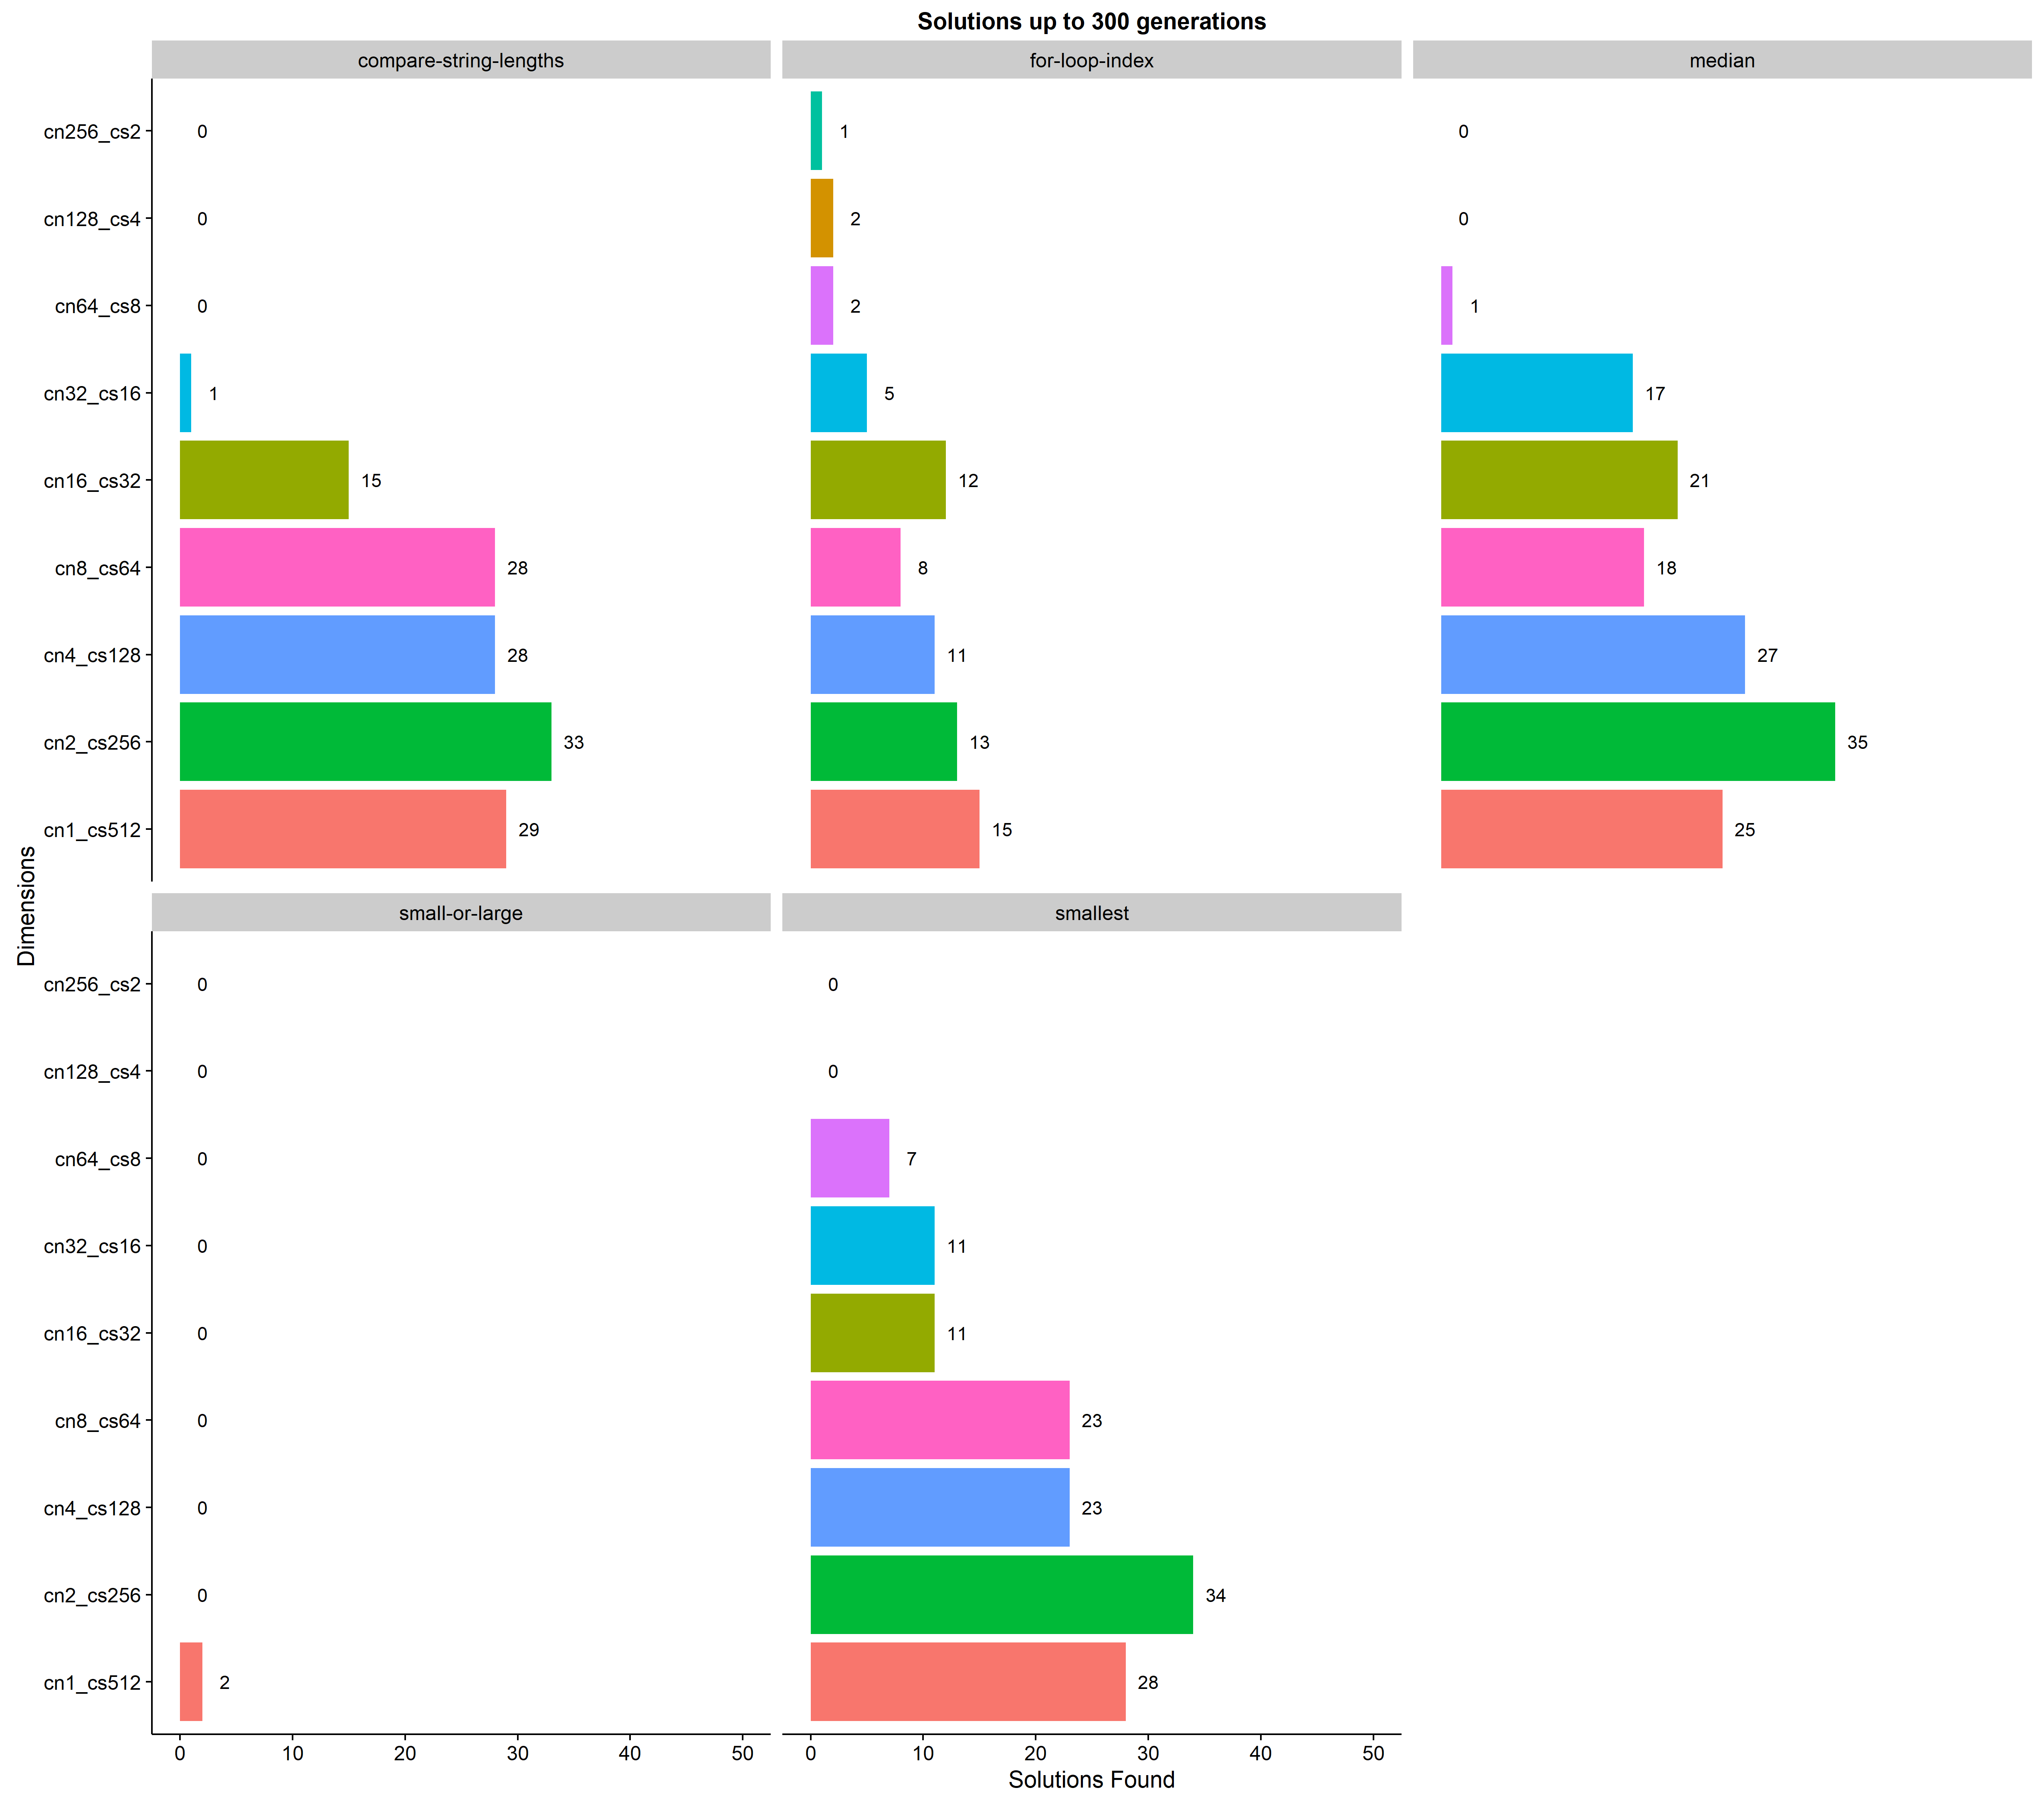 Solutions up to 300 generations
compare-string-lengths for-loop-index median
cn256_cs2 0 1 0
cn128_cs4 0 2 0
cn64_cs8 0 2 1
cn32_cs16 1 5 17
cn16_cs32 15 12 21
cn8_cs64 28 8 18
cn4_cs128 28 11 27
cn2_cs256 33 13 35
cn1_cs512 29 15 25
Dimensions
small-or-large smallest
cn256_cs2 0 0
cn128_cs4 0 0
cn64_cs8 0 7
cn32_cs16 0 11
cn16_cs32 0 11
cn8_cs64 0 23
cn4_cs128 0 23
cn2_cs256 0 34
cn1_cs512 2 28
0 10 20 30 40 50 0 10 20 30 40 50
Solutions Found